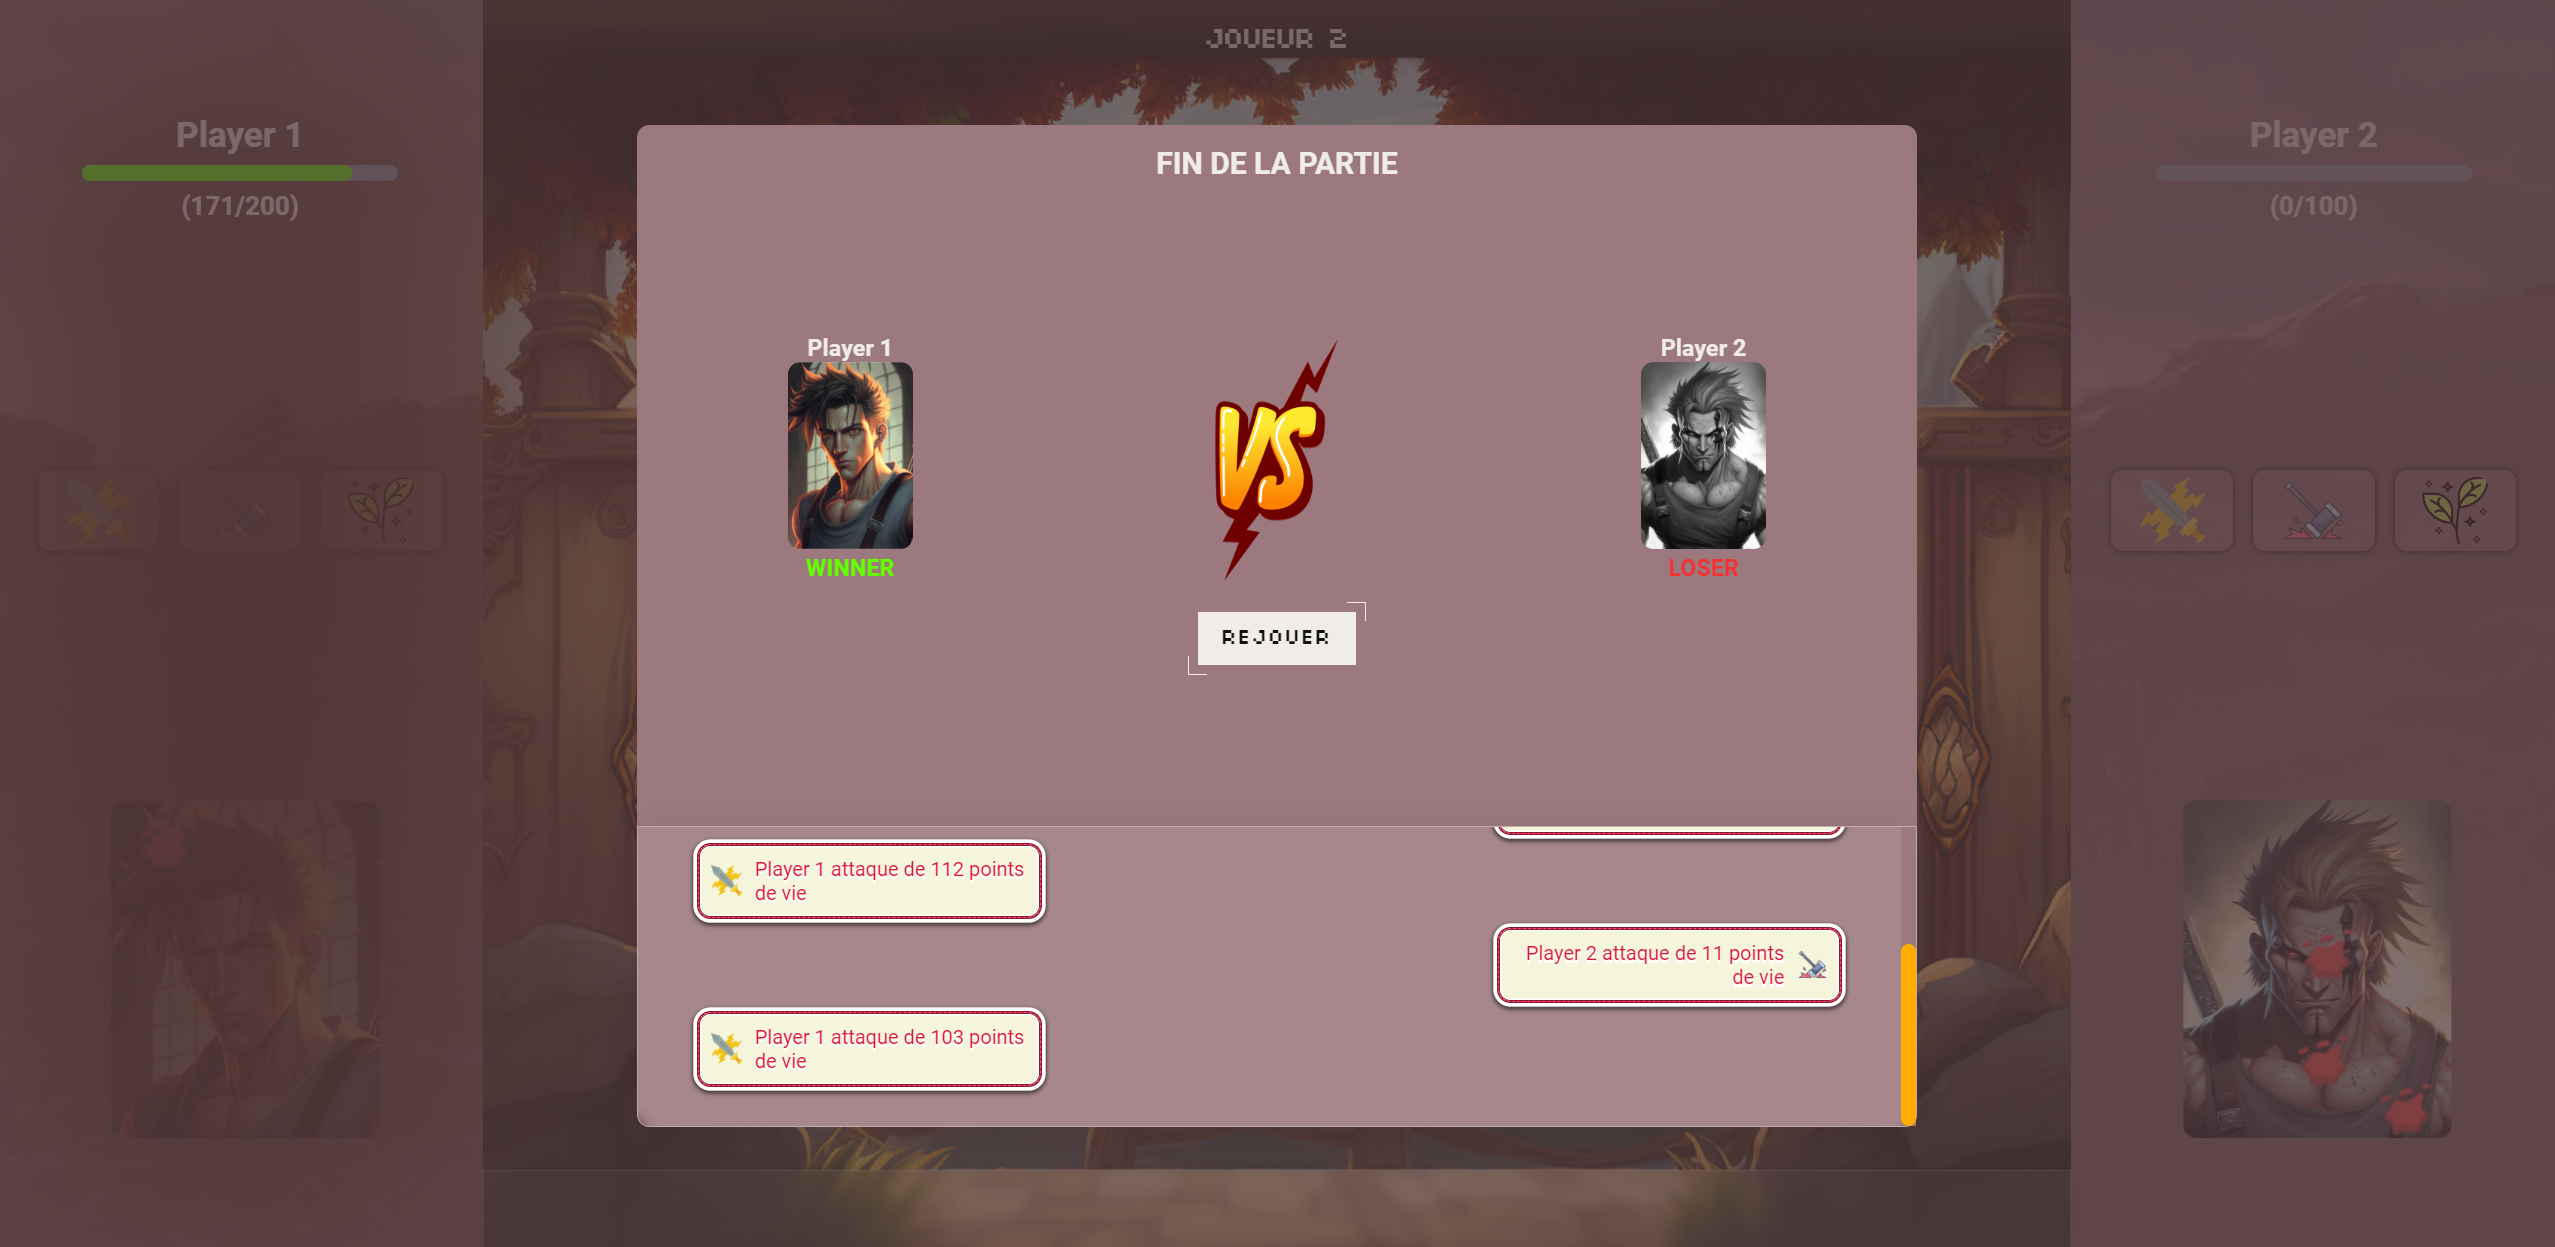 JOUEUR 2
Player 1
(171/200)
Player 2
(0/100)
FIN DE LA PARTIE
Player 1
WINNER
VS
Player 2
LOSER
REJOUER
Player 1 attaque de 112 points
de vie
Player 2 attaque de 11 points
de vie
Player 1 attaque de 103 points
de vie